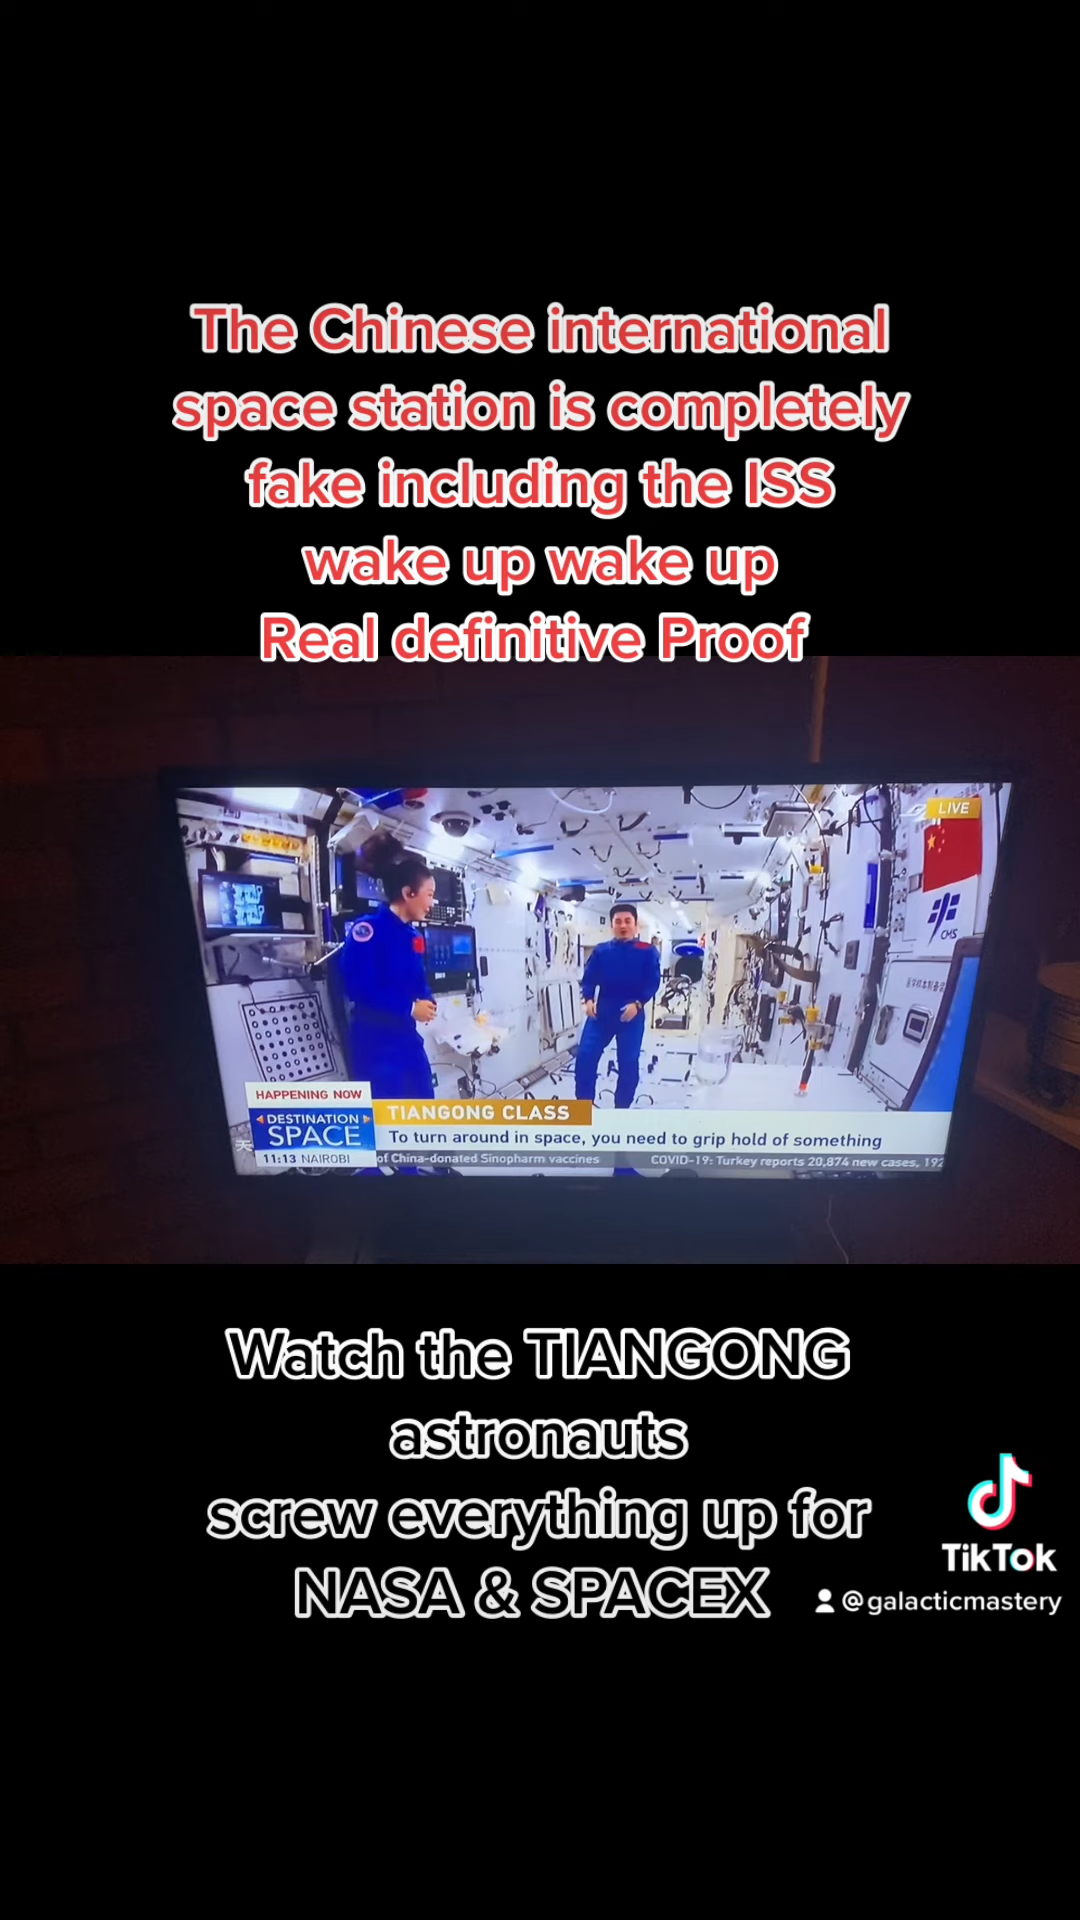 The Chinese international
space station is completely
fake including the ISS
wake up wake up
Real definitive Proof
LIVE
CMS
HAPPENING NOW
DESTINATION
SPACE
11:13 NAIROBI
TIANGONG CLASS
To turn around in space, you need to grip hold of something
of China-donated Sinopharm vaccines COVID-19: Turkey reports 20,874 new cases, 192
Watch the TIANGONG
astronauts
screw everything up for
NASA & SPACEX
TikTok
@galacticmastery